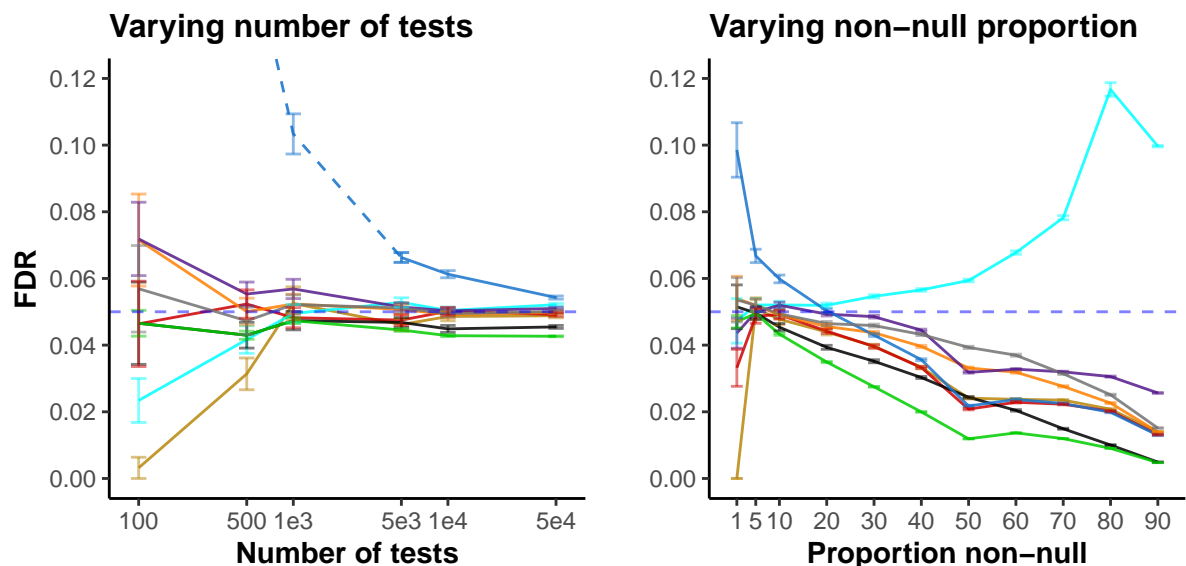 Varying number of tests
FDR
0.12
0.10
0.08
0.06
0.04
0.02
0.00
100 500 1e3 5e3 1e4 5e4
Number of tests
Varying non−null proportion
0.12
0.10
0.08
0.06
0.04
0.02
0.00
1 5 10 20 30 40 50 60 70 80 90
Proportion non−null